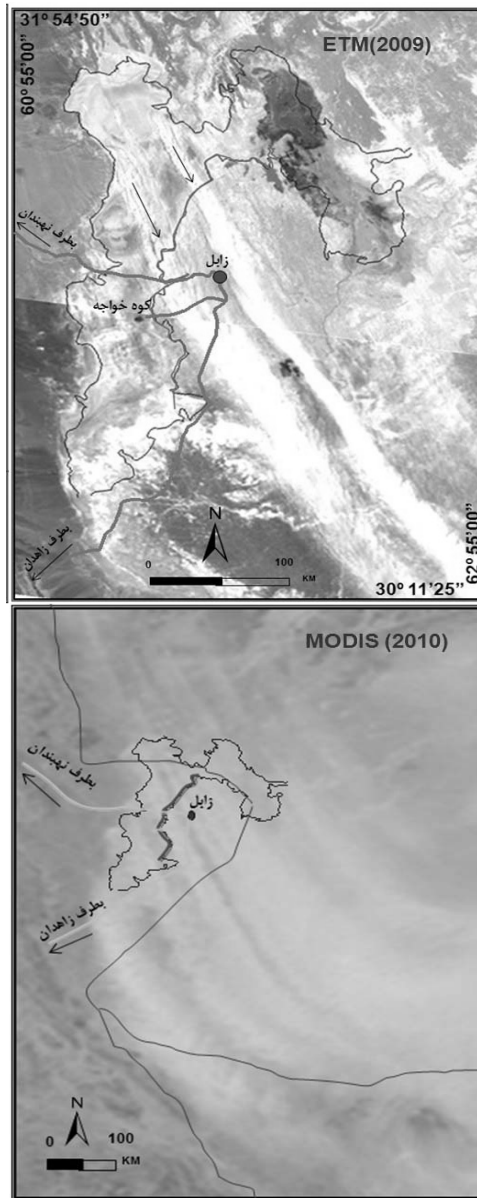 31º 54'50”
ETM(2009)
60º 55'00”
بطرف نهبندان
زابل
کوه خواجه
بطرف زاهدان
N
0 100
KM
62º 55'00”
30º 11'25”
MODIS (2010)
بطرف نهبندان
زابل
بطرف زاهدان
N
0 100
KM